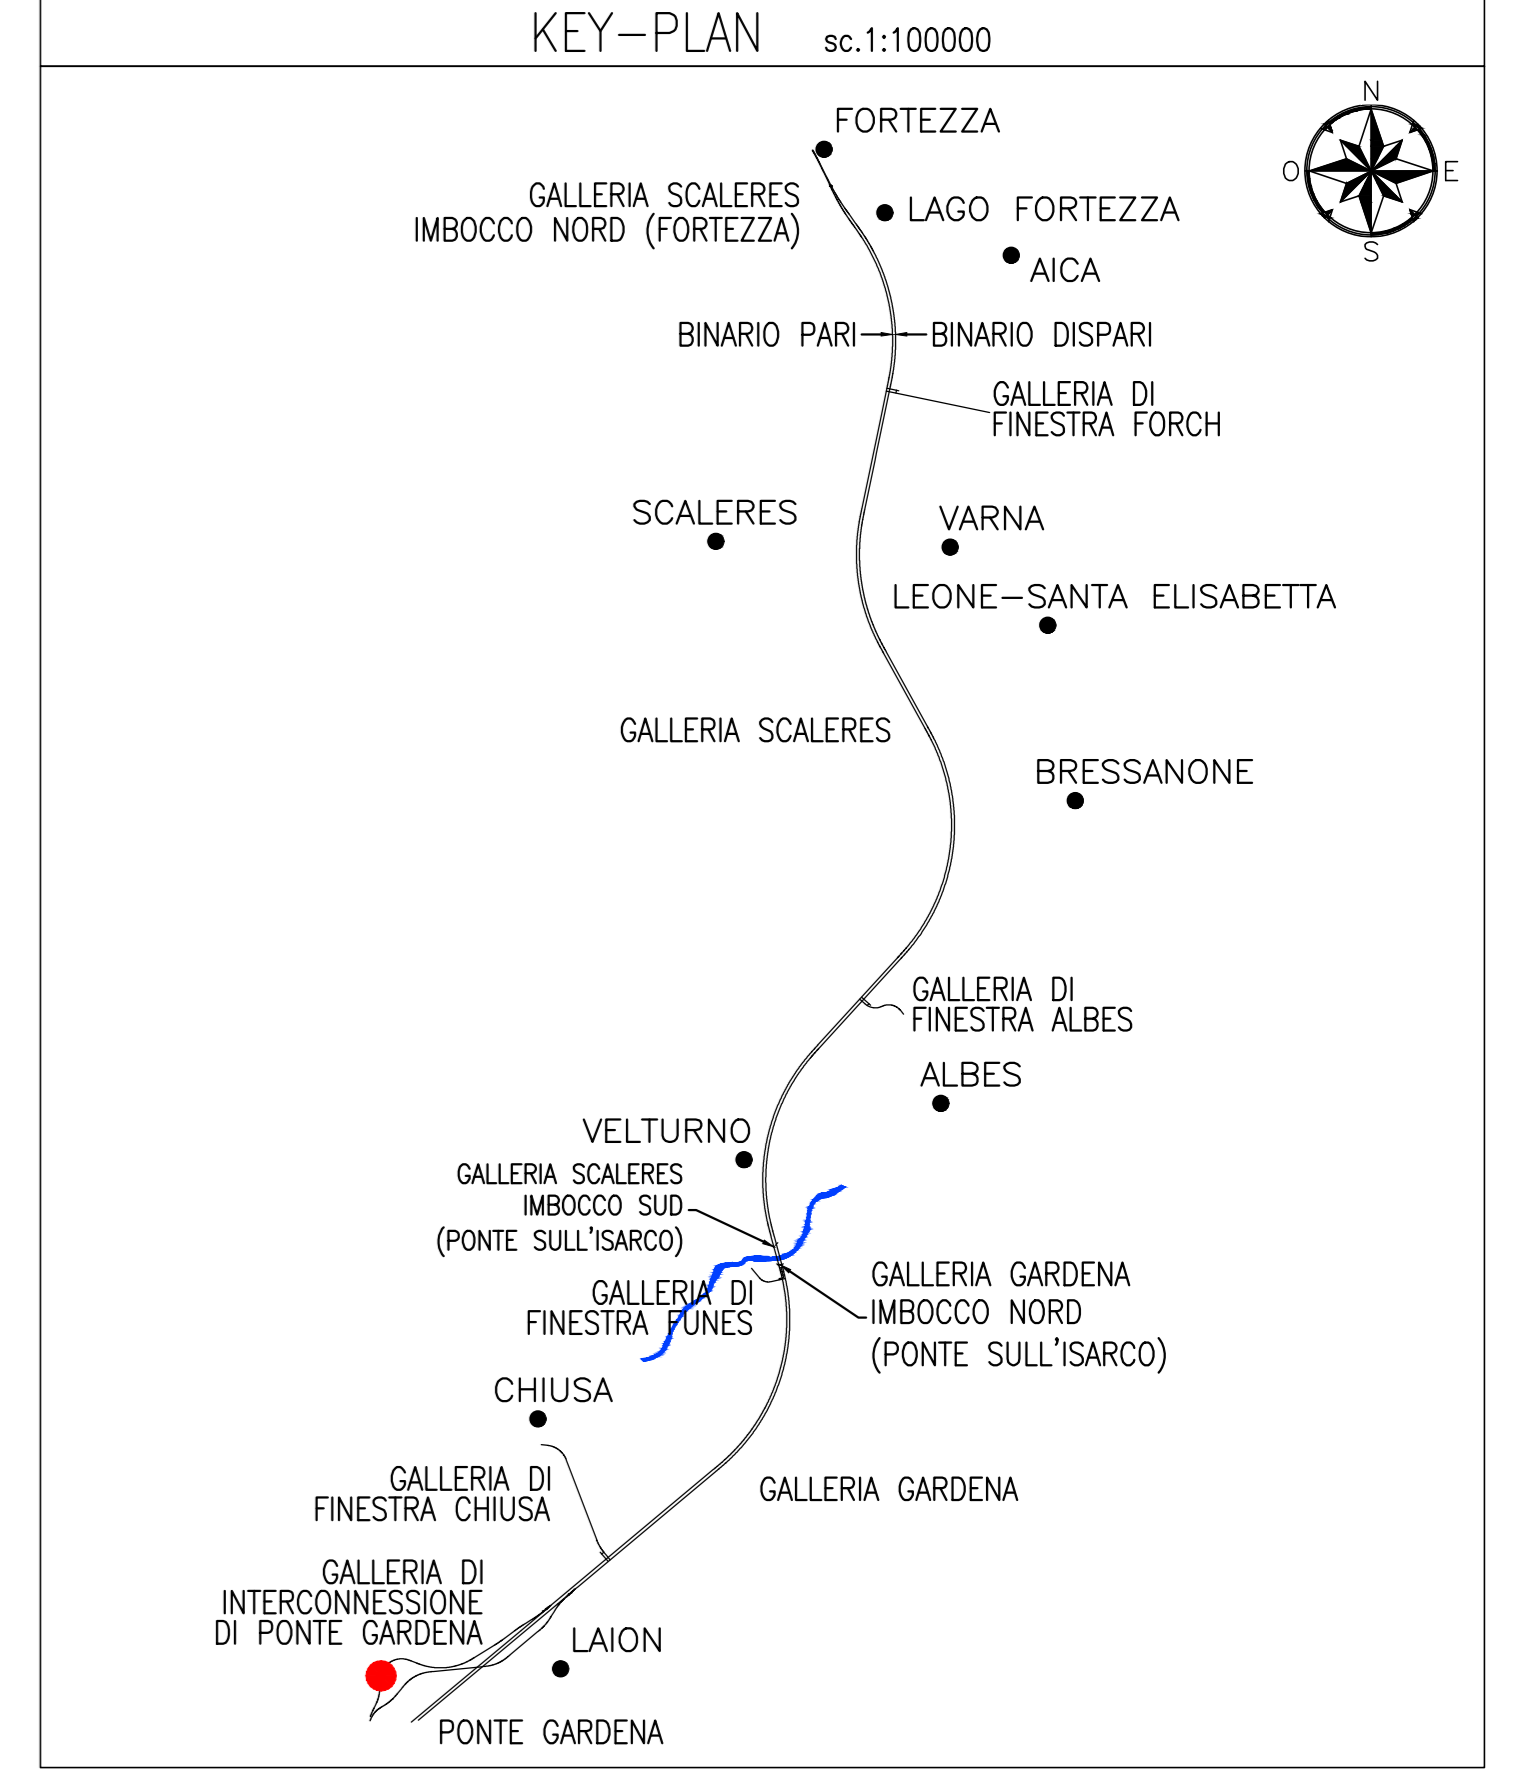 KEY-PLAN sc.1:100000
N
O
E
S
FORTEZZA
GALLERIA SCALERES
IMBOCCO NORD (FORTEZZA)
LAGO FORTEZZA
AICA
BINARIO PARI
BINARIO DISPARI
GALLERIA DI
FINESTRA FORCH
SCALERES
VARNA
LEONE-SANTA ELISABETTA
GALLERIA SCALERES
BRESSANONE
GALLERIA DI
FINESTRA ALBES
ALBES
VELTURNO
GALLERIA SCALERES
IMBOCCO SUD
(PONTE SULL'ISARCO)
GALLERIA DI
FINESTRA FUNES
GALLERIA GARDENA
IMBOCCO NORD
(PONTE SULL'ISARCO)
CHIUSA
GALLERIA DI
FINESTRA CHIUSA
GALLERIA GARDENA
GALLERIA DI
INTERCONNESSIONE
DI PONTE GARDENA
LAION
PONTE GARDENA